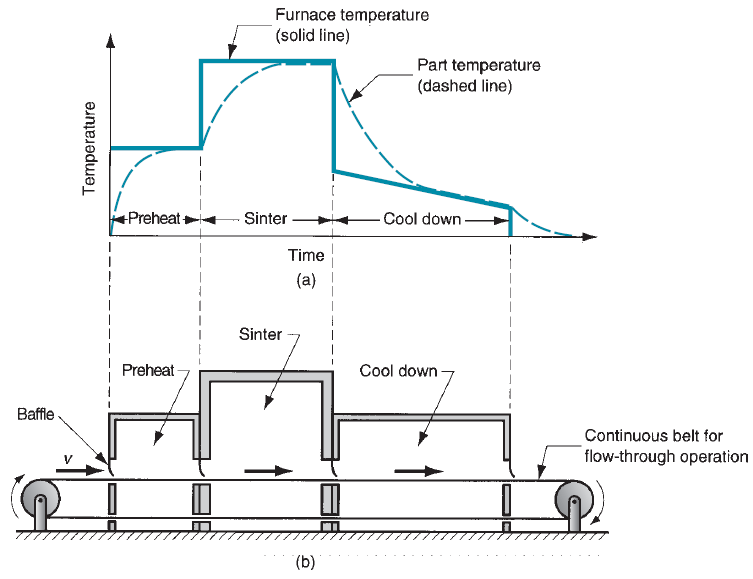 Furnace temperature
(solid line)
Part temperature
(dashed line)
Temperature
Preheat
Sinter
Cool down
Time
(a)
Sinter
Preheat
Cool down
Baffle
v
Continuous belt for
flow-through operation
(b)